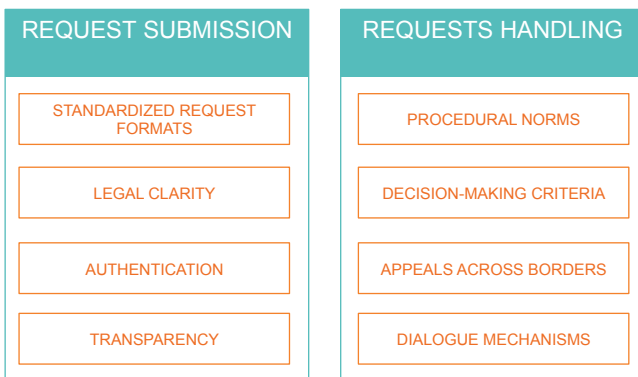 REQUEST SUBMISSION
STANDARDIZED REQUEST
FORMATS
LEGAL CLARITY
AUTHENTICATION
TRANSPARENCY
REQUESTS HANDLING
PROCEDURAL NORMS
DECISION-MAKING CRITERIA
APPEALS ACROSS BORDERS
DIALOGUE MECHANISMS